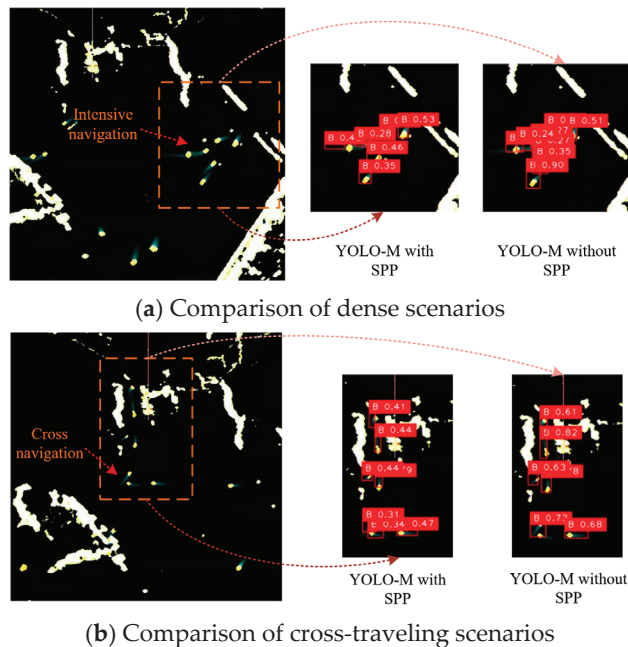 Intensive
navigation
B 0.53
B 0.28
B 0.46
B 0.35
B 0.51
B 0.24
B 0.35
B 0.90
YOLO-M with
SPP
YOLO-M without
SPP
(a) Comparison of dense scenarios
Cross
navigation
B 0.41
B 0.44
B 0.44
B 0.31
B 0.34
B 0.47
B 0.61
B 0.82
B 0.63
B 0.68
YOLO-M with
SPP
YOLO-M without
SPP
(b) Comparison of cross-traveling scenarios